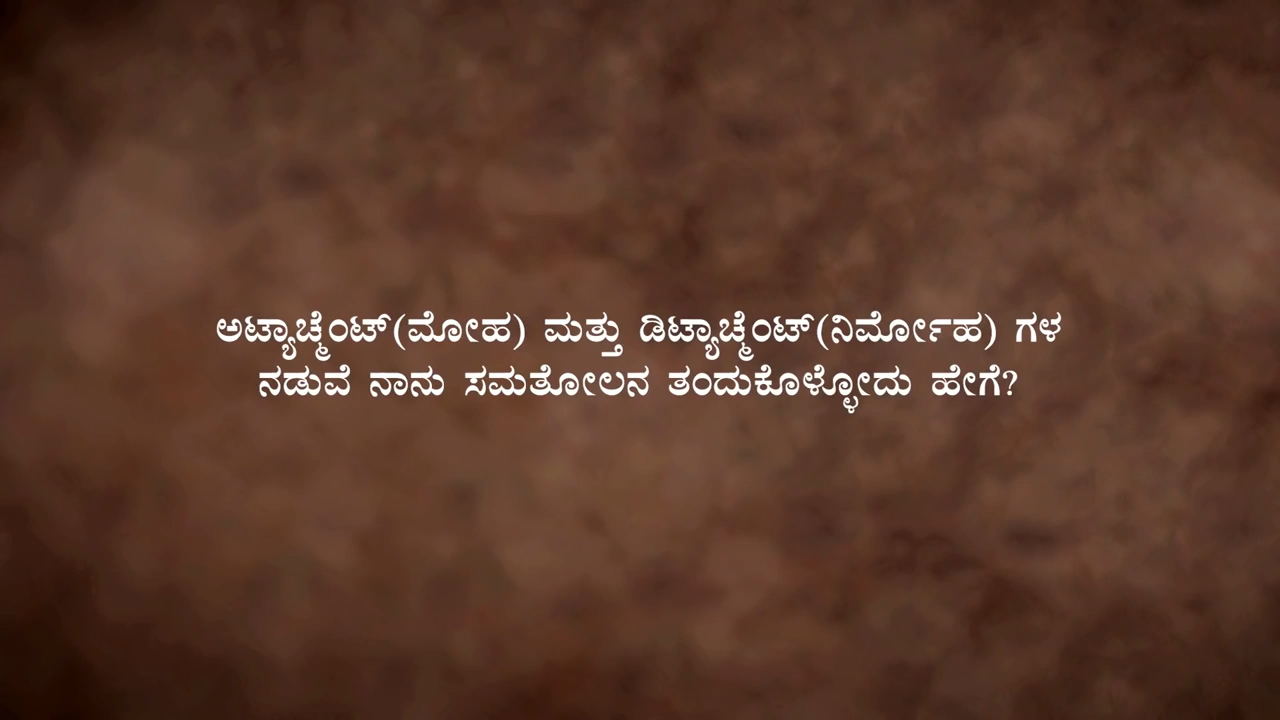 ಅಟ್ಯಾಚ್ಮೆಂಟ್(ಮೋಹ) ಮತ್ತು ಡಿಟ್ಯಾಚ್ಮೆಂಟ್(ನಿರ್ಮೋಹ) ಗಳ
ನಡುವೆ ನಾನು ಸಮತೋಲನ ತಂದುಕೊಳ್ಳೋದು ಹೇಗೆ?